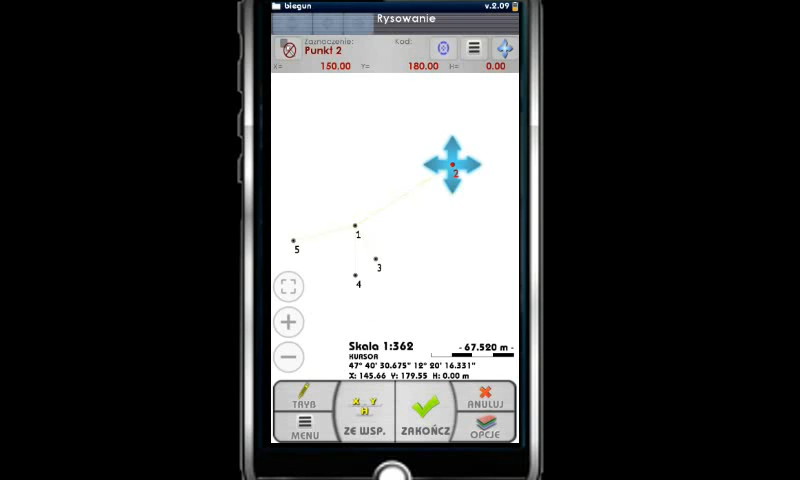 biegun v.2.09
Rysowanie
Zaznaczenie: Kod:
Punkt 2
X= 150.00 Y= 180.00 H= 0.00
2
1
5
3
4
Skala 1:362 - 67.520 m -
KURSOR
47° 40' 30.675" 12° 20' 16.331"
X: 145.66 Y: 179.55 H: 0.00 m
TRYB X Y H ANULUJ
MENU ZE WSP. ZAKOŃCZ OPCJE